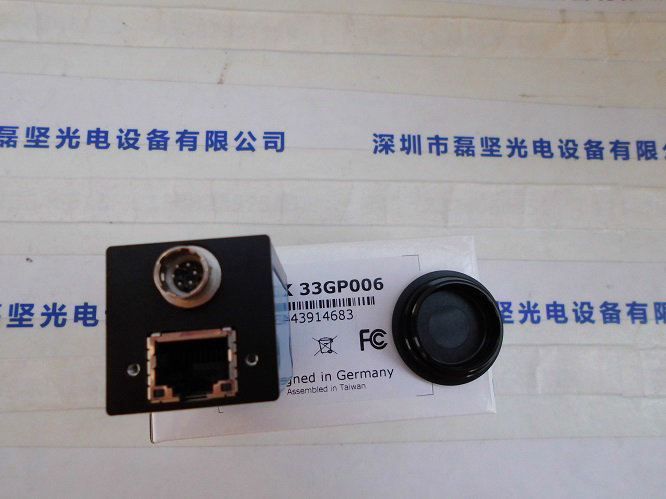 磊坚光电设备有限公司
深圳市磊坚光电设备有限公
K 33GP006
43914683
FC
gned in Germany
Assembled in Taiwan
坚光电
坚光电设备有限公